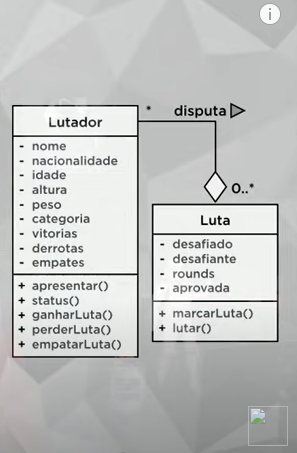 * disputa
Lutador
- nome
- nacionalidade
- idade
- altura
- peso
- categoria
- vitorias
- derrotas
- empates
+ apresentar()
+ status()
+ ganharLuta()
+ perderLuta()
+ empatarLuta()
0..*
Luta
- desafiado
- desafiante
- rounds
- aprovada
+ marcarLuta()
+ lutar()